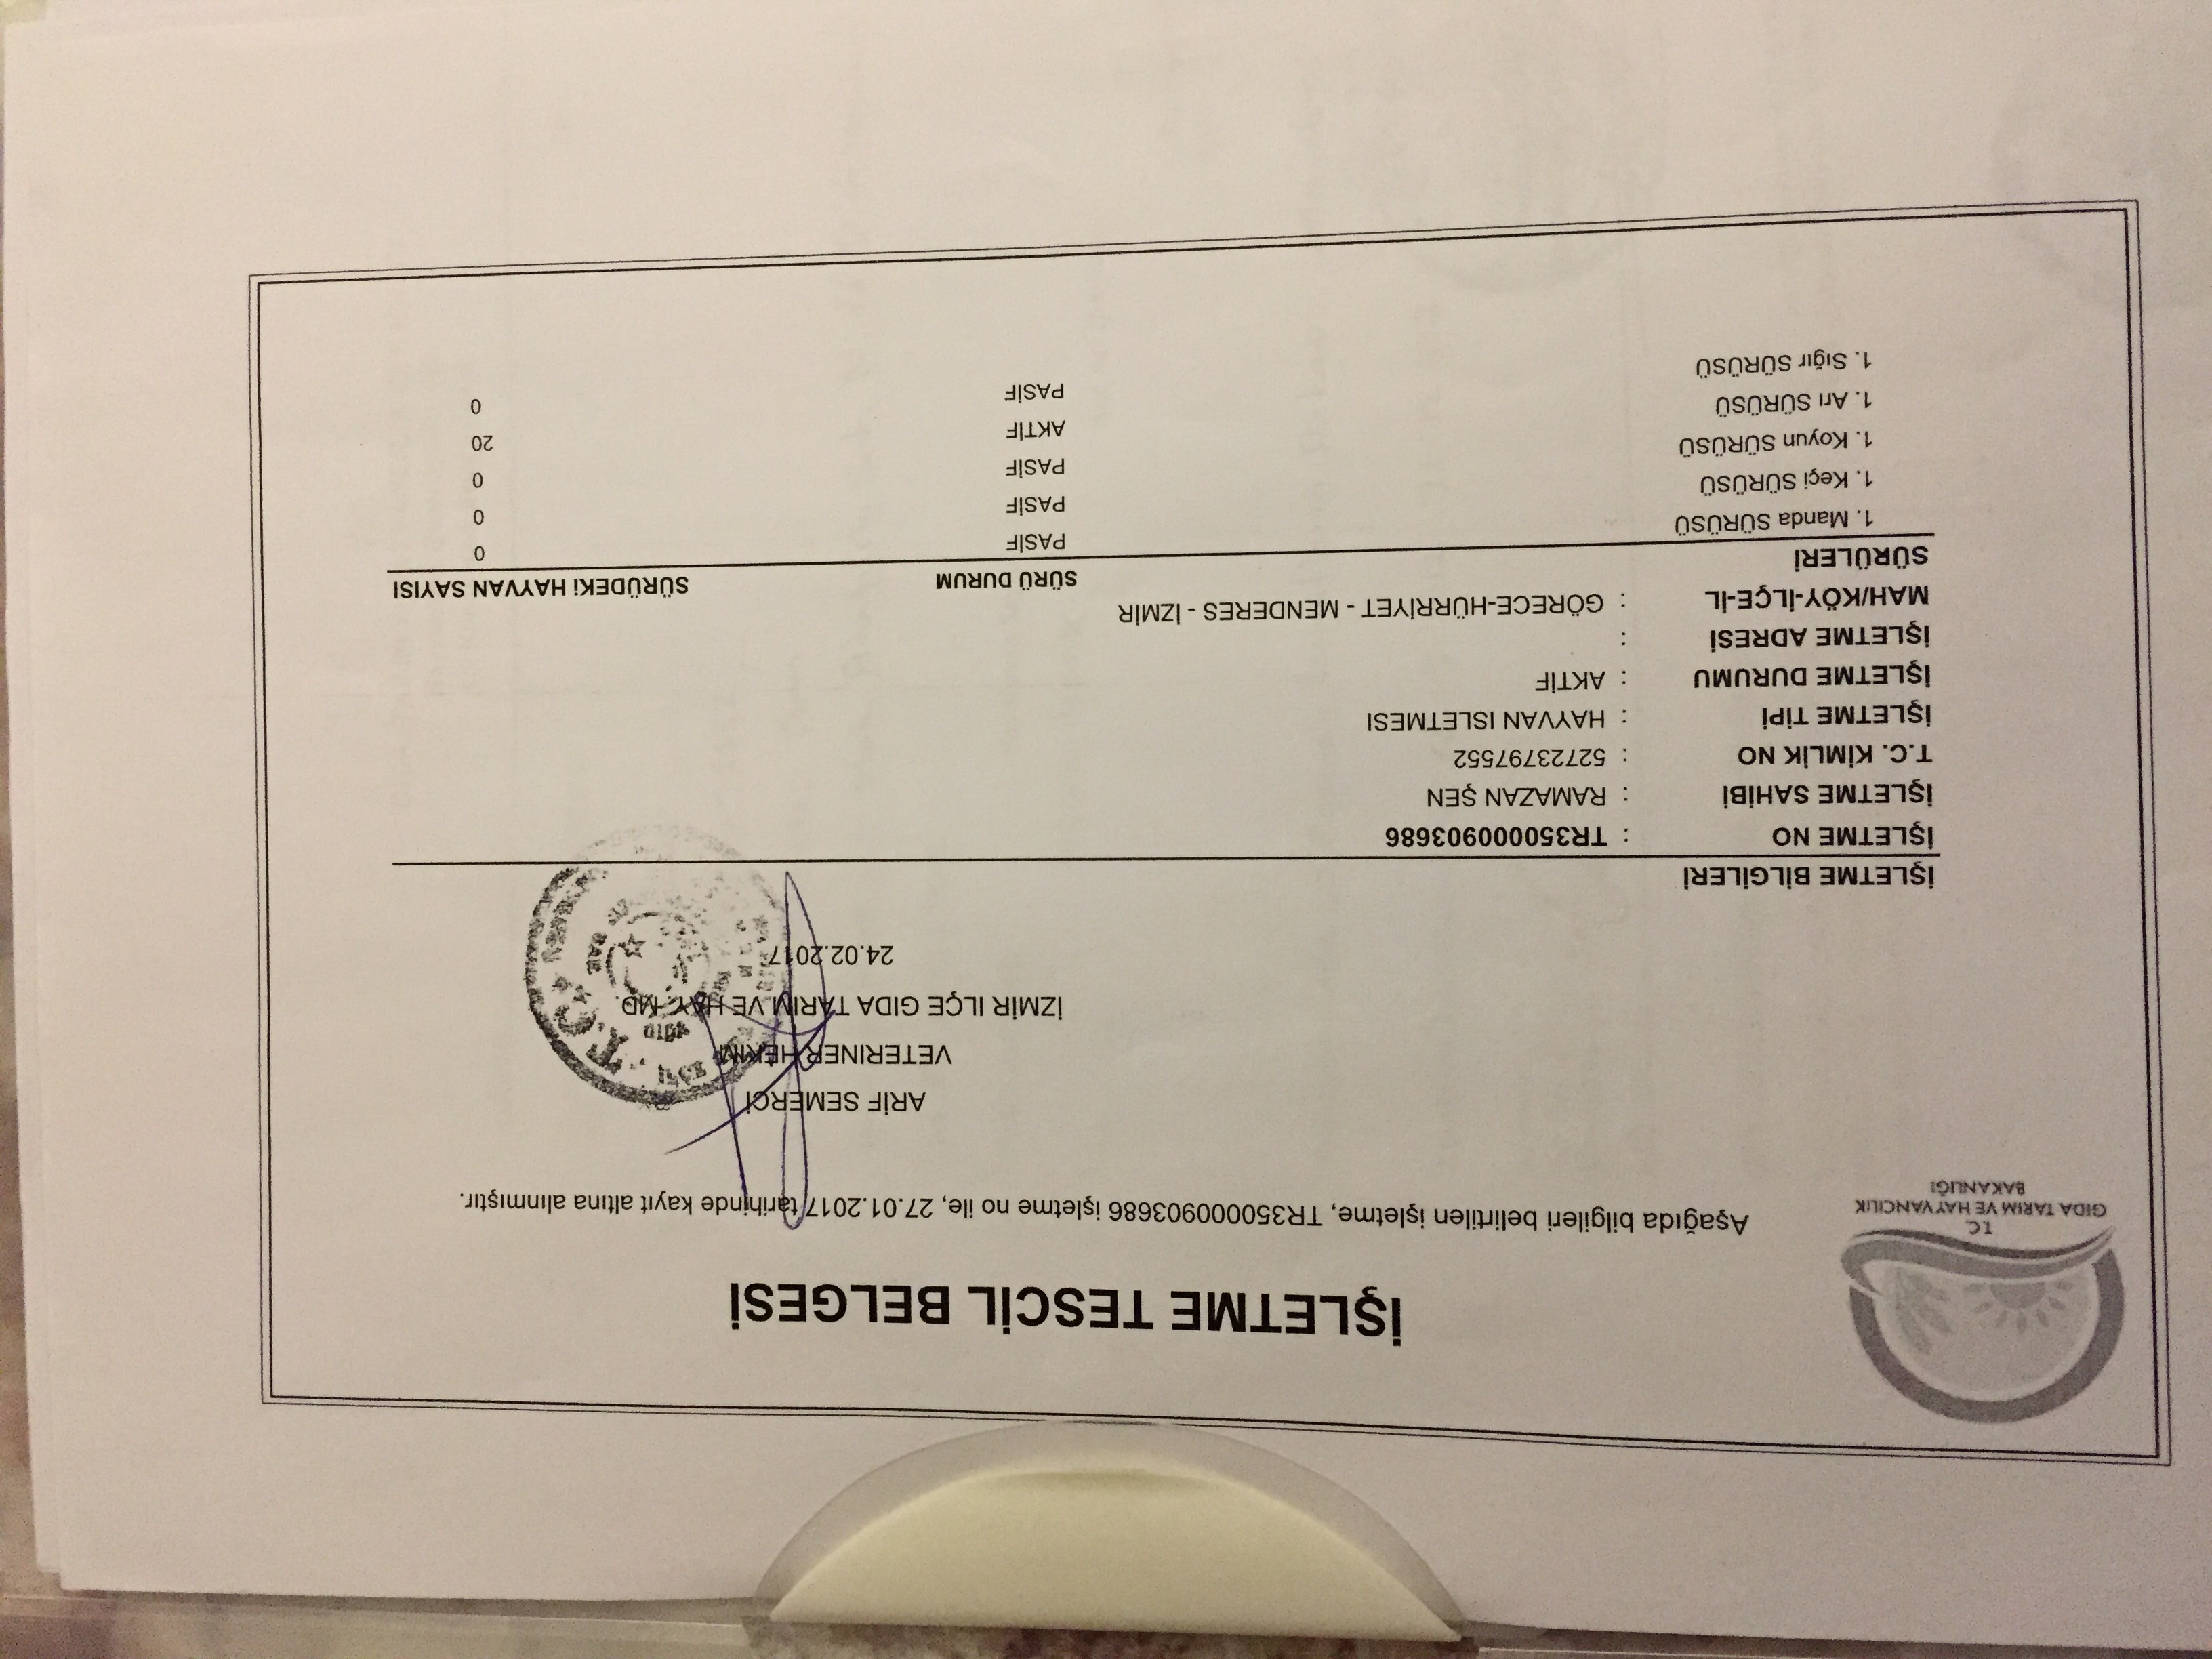 T.C.
GIDA TARIM VE HAYVANCILIK
BAKANLIĞI
İŞLETME TESCİL BELGESİ
Aşağıda bilgileri belirtilen işletme, TR350000903686 işletme no ile, 27.01.2017 tarihinde kayıt altına alınmıştır.
ARİF SEMERCİ
VETERINER HEKIM
İZMİR ILÇE GIDA TARIM VE HAY. MD.
24.02.2017
T.C.
İŞLETME BİLGİLERİ
İŞLETME NO : TR350000903686
İŞLETME SAHİBİ : RAMAZAN ŞEN
T.C. KİMLİK NO : 52723797552
İŞLETME TİPİ : HAYVAN ISLETMESI
İŞLETME DURUMU : AKTİF
İŞLETME ADRESİ :
MAH/KÖY-İLÇE-İL : GÖRECE-HÜRRİYET - MENDERES - İZMİR
SÜRÜLERİ SÜRÜ DURUM SÜRÜDEKİ HAYVAN SAYISI
1. Manda SÜRÜSÜ PASİF 0
1. Keçi SÜRÜSÜ PASİF 0
1. Koyun SÜRÜSÜ PASİF 0
1. Arı SÜRÜSÜ AKTİF 20
1. Sığır SÜRÜSÜ PASİF 0